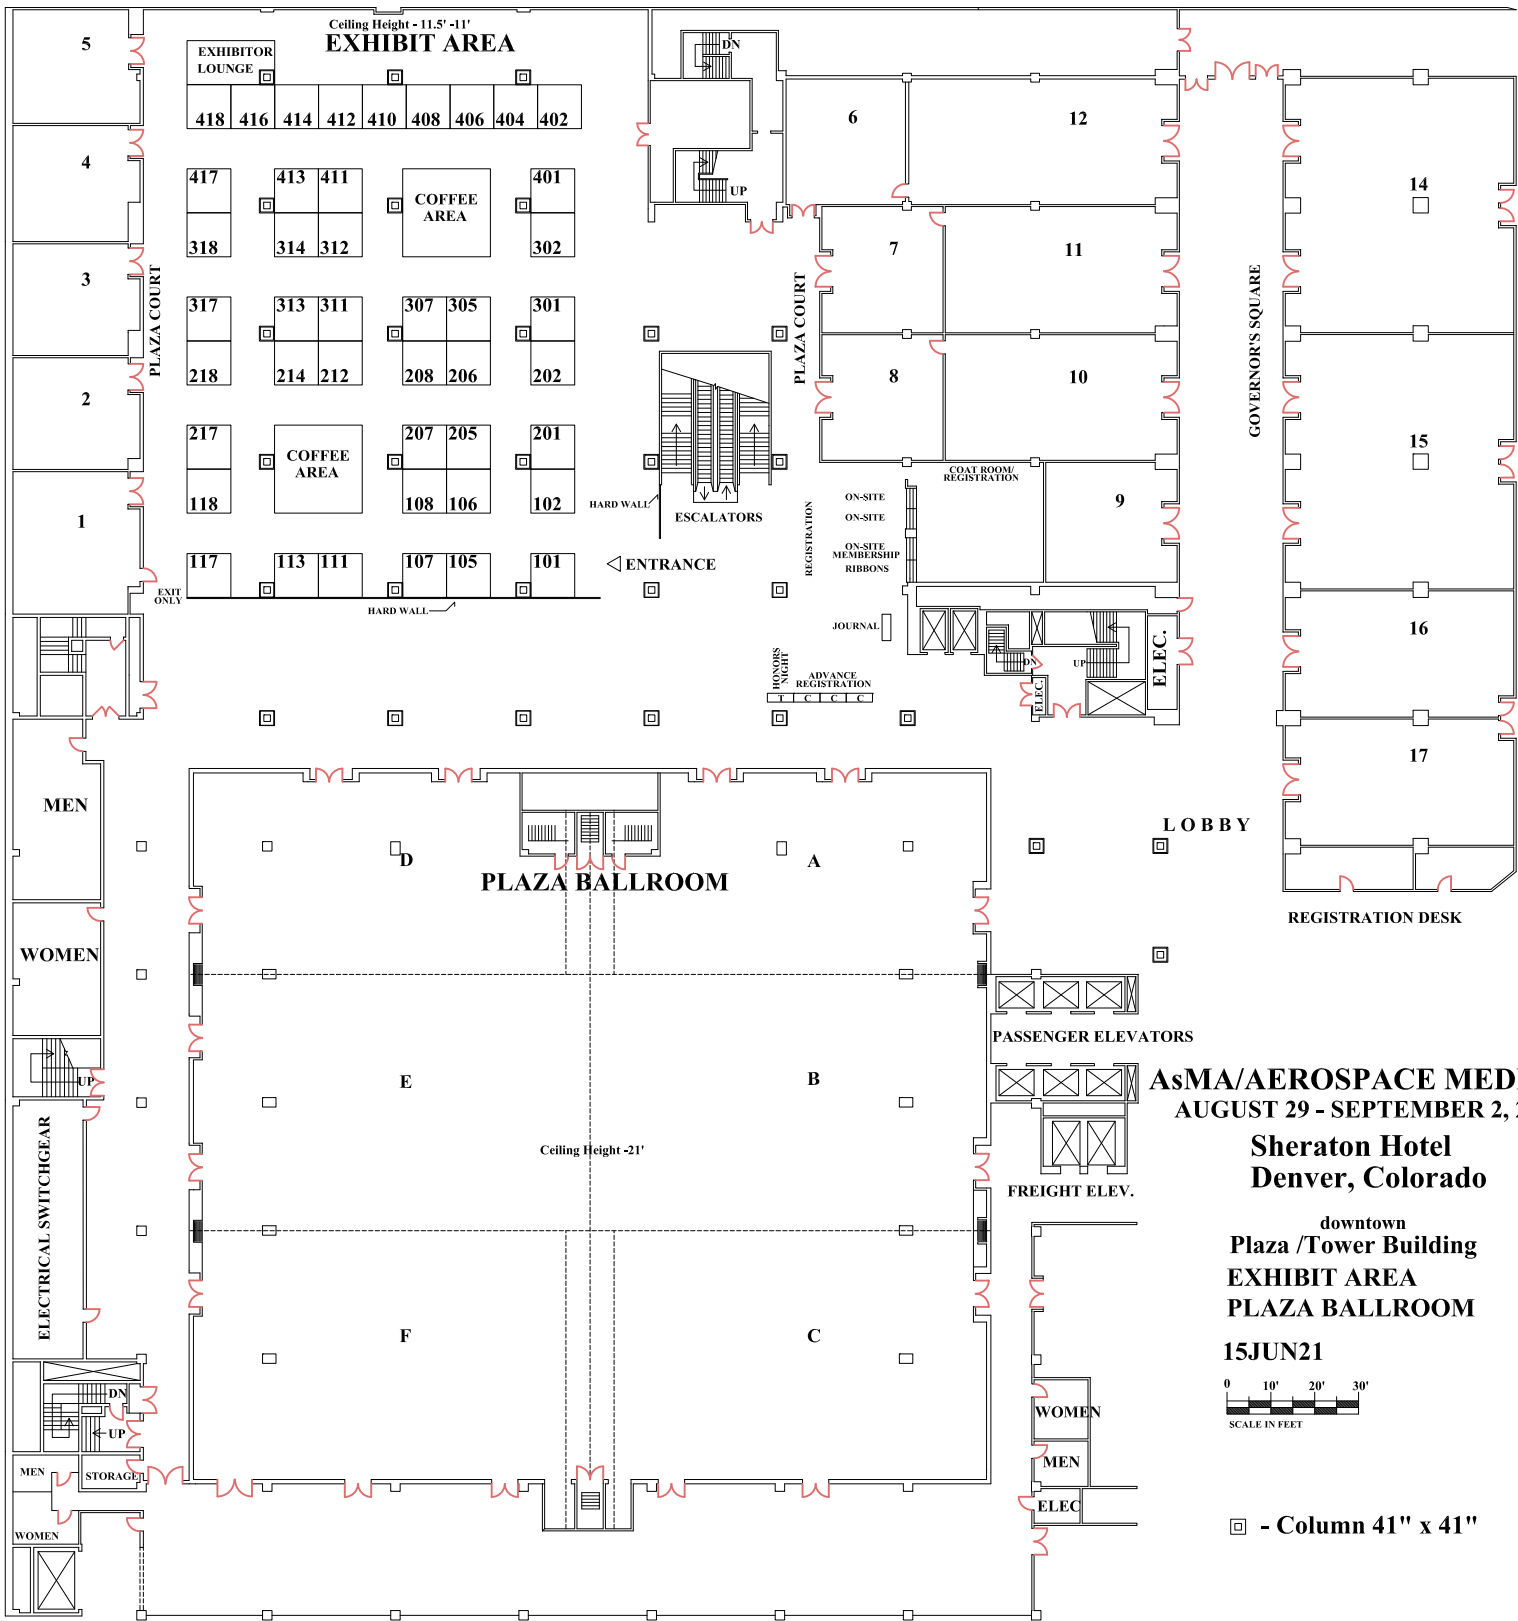 Ceiling Height - 11.5' -11'
EXHIBIT AREA
EXHIBITOR
LOUNGE
418 416 414 412 410 408 406 404 402
417 413 411 COFFEE AREA 401
318 314 312 302
317 313 311 307 305 301
218 214 212 208 206 202
217 COFFEE AREA 207 205 201
118 108 106 102
117 113 111 107 105 101
EXIT
ONLY
HARD WALL
HARD WALL
ENTRANCE
ESCALATORS
PLAZA COURT
5
4
3
2
1
DN
UP
PLAZA COURT
6
12
7
11
8
10
9
COAT ROOM/
REGISTRATION
REGISTRATION
ON-SITE
ON-SITE
ON-SITE
MEMBERSHIP
RIBBONS
JOURNAL
HONORS
NIGHT
ADVANCE
REGISTRATION
T C C C
DN
UP
ELEC.
ELEC.
GOVERNOR'S SQUARE
14
15
16
17
LOBBY
REGISTRATION DESK
MEN
WOMEN
UP
ELECTRICAL SWITCHGEAR
DN
UP
MEN
STORAGE
WOMEN
D
A
PLAZA BALLROOM
E
B
Ceiling Height -21'
F
C
PASSENGER ELEVATORS
FREIGHT ELEV.
WOMEN
MEN
ELEC
AsMA/AEROSPACE MED
AUGUST 29 - SEPTEMBER 2,
Sheraton Hotel
Denver, Colorado
downtown
Plaza /Tower Building
EXHIBIT AREA
PLAZA BALLROOM
15JUN21
0 10' 20' 30'
SCALE IN FEET
- Column 41" x 41"